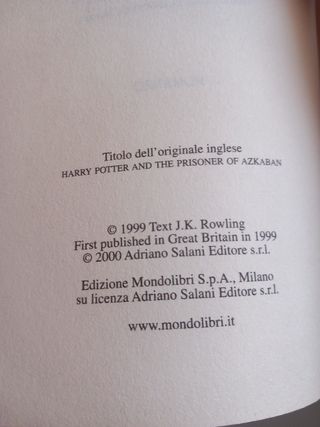 Titolo dell'originale inglese
HARRY POTTER AND THE PRISONER OF AZKABAN
© 1999 Text J.K. Rowling
First published in Great Britain in 1999
© 2000 Adriano Salani Editore s.r.l.
Edizione Mondolibri S.p.A., Milano
su licenza Adriano Salani Editore s.r.l.
www.mondolibri.it